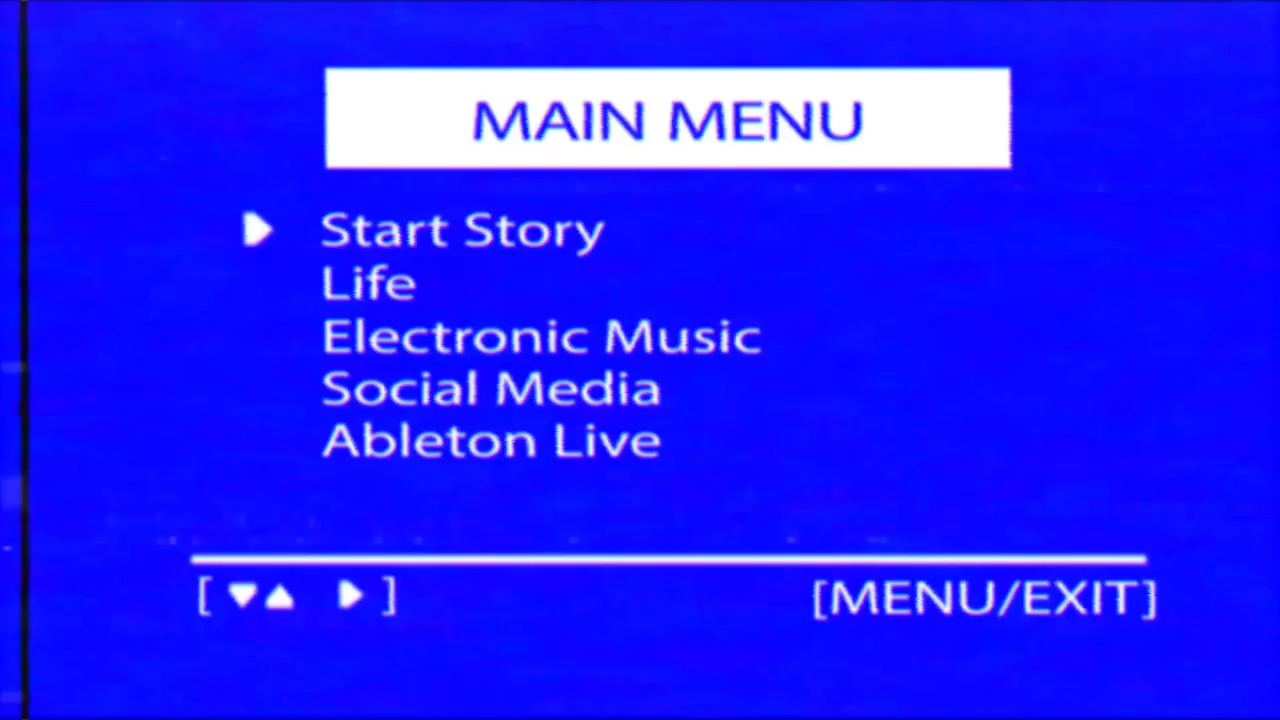 MAIN MENU
Start Story
Life
Electronic Music
Social Media
Ableton Live
[ ▼▲ ▶ ] [MENU/EXIT]